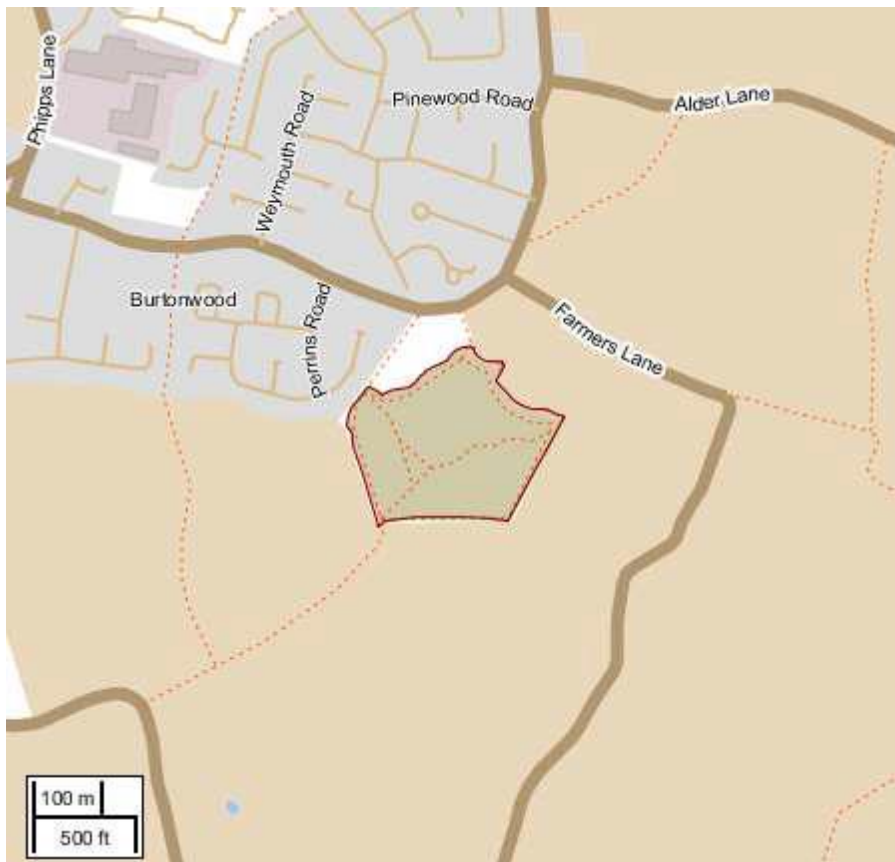 Phipps Lane
Pinewood Road
Alder Lane
Weymouth Road
Burtonwood
Perrins Road
Farmers Lane
100 m
500 ft